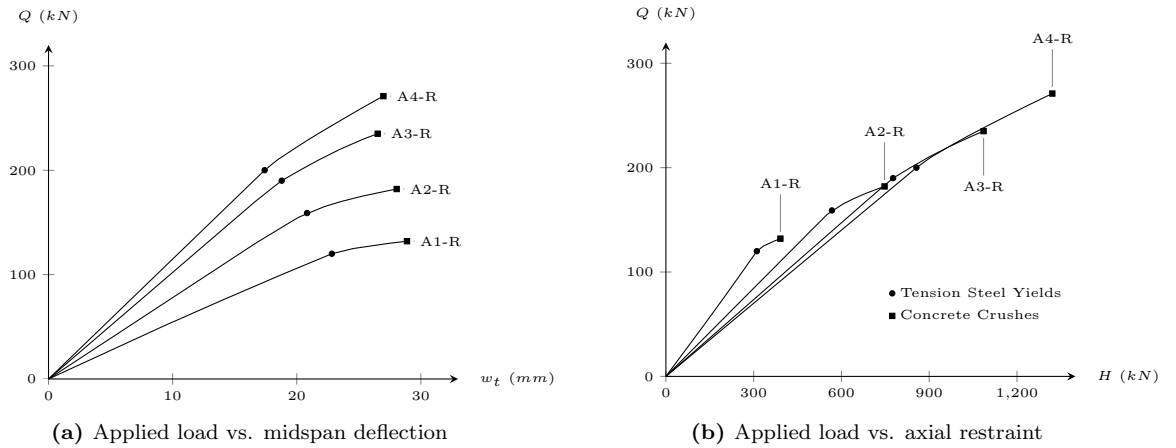 Q (kN)
300
200
100
0
0
10
20
30
w_t (mm)
A4-R
A3-R
A2-R
A1-R
(a) Applied load vs. midspan deflection
Q (kN)
300
200
100
0
0
300
600
900
1,200
H (kN)
A4-R
A2-R
A1-R
A3-R
Tension Steel Yields
Concrete Crushes
(b) Applied load vs. axial restraint